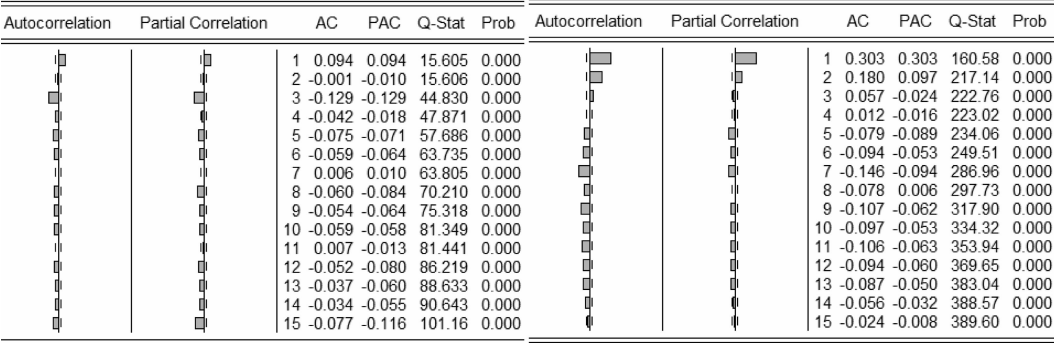 Autocorrelation Partial Correlation AC PAC Q-Stat Prob
1 0.094 0.094 15.605 0.000
2 -0.001 -0.010 15.606 0.000
3 -0.129 -0.129 44.830 0.000
4 -0.042 -0.018 47.871 0.000
5 -0.075 -0.071 57.686 0.000
6 -0.059 -0.064 63.735 0.000
7 0.006 0.010 63.805 0.000
8 -0.060 -0.084 70.210 0.000
9 -0.054 -0.064 75.318 0.000
10 -0.059 -0.058 81.349 0.000
11 0.007 -0.013 81.441 0.000
12 -0.052 -0.080 86.219 0.000
13 -0.037 -0.060 88.633 0.000
14 -0.034 -0.055 90.643 0.000
15 -0.077 -0.116 101.16 0.000
Autocorrelation Partial Correlation AC PAC Q-Stat Prob
1 0.303 0.303 160.58 0.000
2 0.180 0.097 217.14 0.000
3 0.057 -0.024 222.76 0.000
4 0.012 -0.016 223.02 0.000
5 -0.079 -0.089 234.06 0.000
6 -0.094 -0.053 249.51 0.000
7 -0.146 -0.094 286.96 0.000
8 -0.078 0.006 297.73 0.000
9 -0.107 -0.062 317.90 0.000
10 -0.097 -0.053 334.32 0.000
11 -0.106 -0.063 353.94 0.000
12 -0.094 -0.060 369.65 0.000
13 -0.087 -0.050 383.04 0.000
14 -0.056 -0.032 388.57 0.000
15 -0.024 -0.008 389.60 0.000